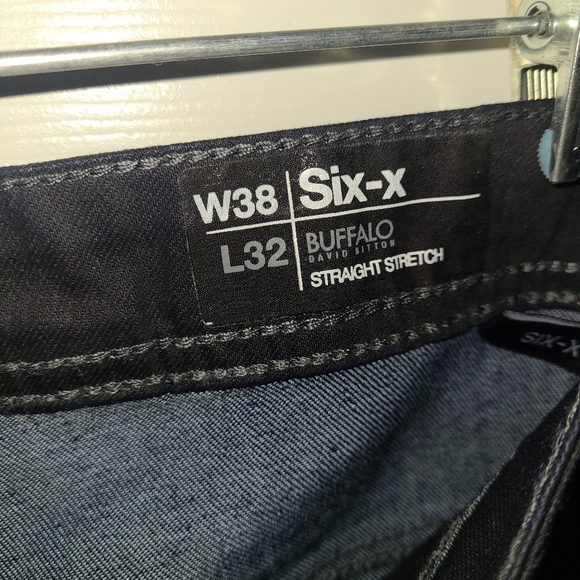 W38 Six-x
L32 BUFFALO
DAVID BITTON
STRAIGHT STRETCH
SIX-X